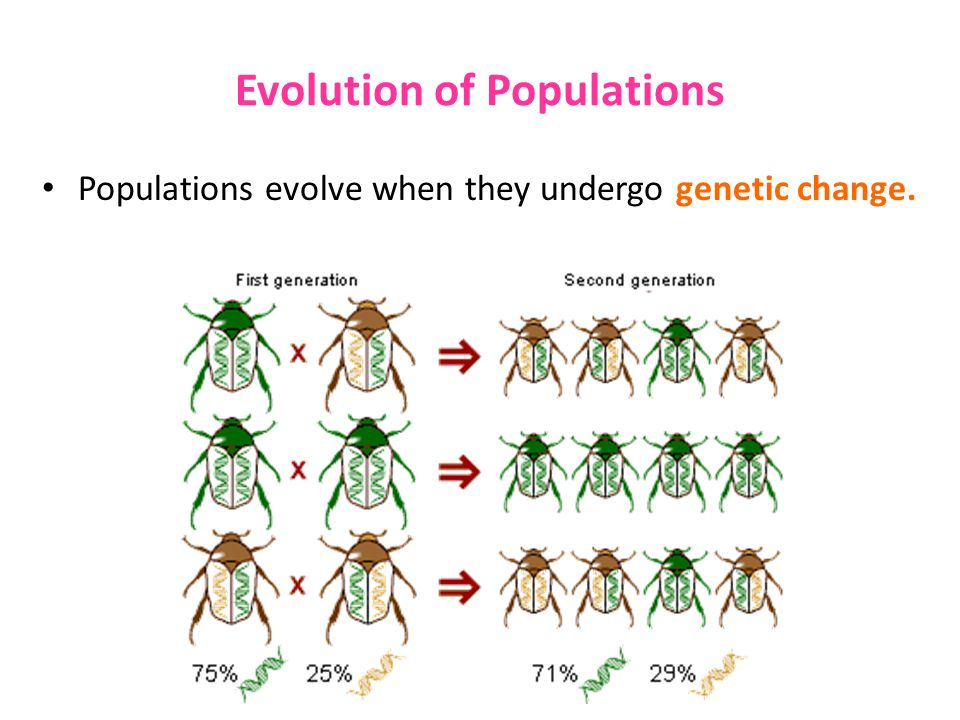 Evolution of Populations
• Populations evolve when they undergo genetic change.
First generation
Second generation
x
x
x
75% 25% 71% 29%